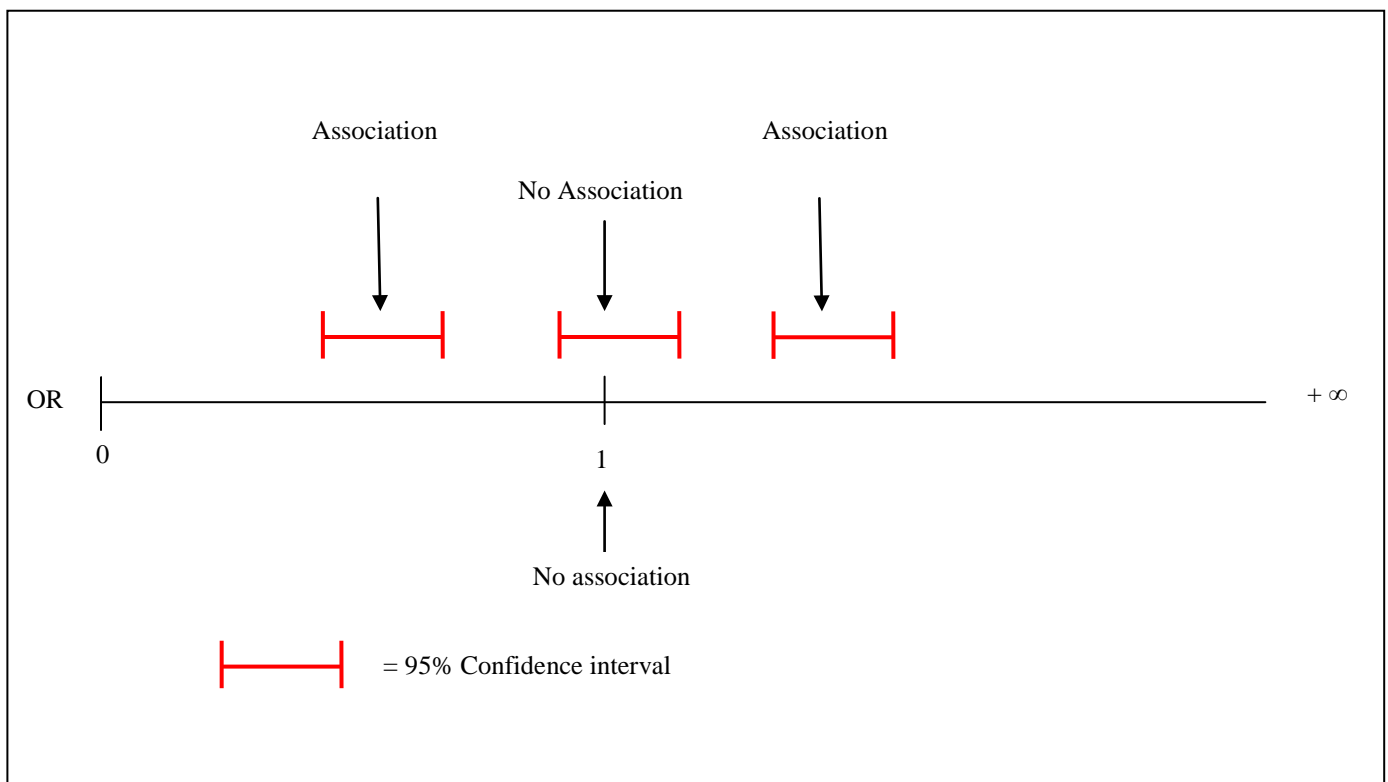 Association
Association
No Association
OR
+ ∞
0
1
No association
= 95% Confidence interval